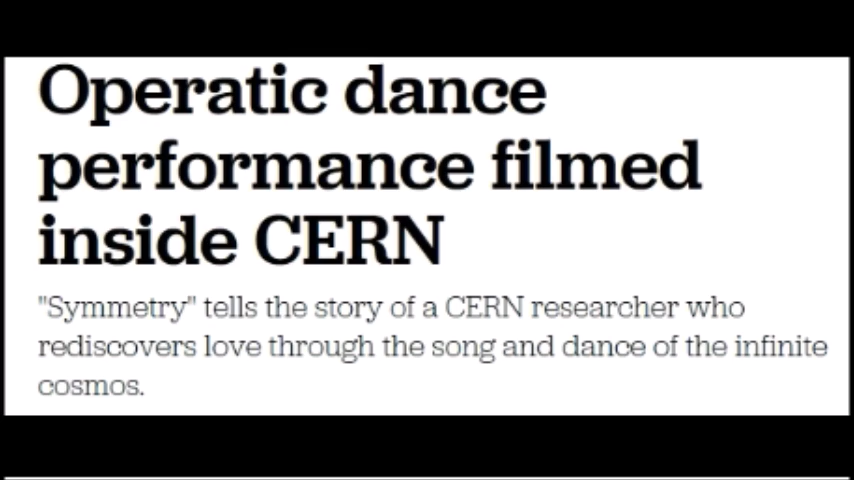 Operatic dance
performance filmed
inside CERN
"Symmetry" tells the story of a CERN researcher who
rediscovers love through the song and dance of the infinite
cosmos.